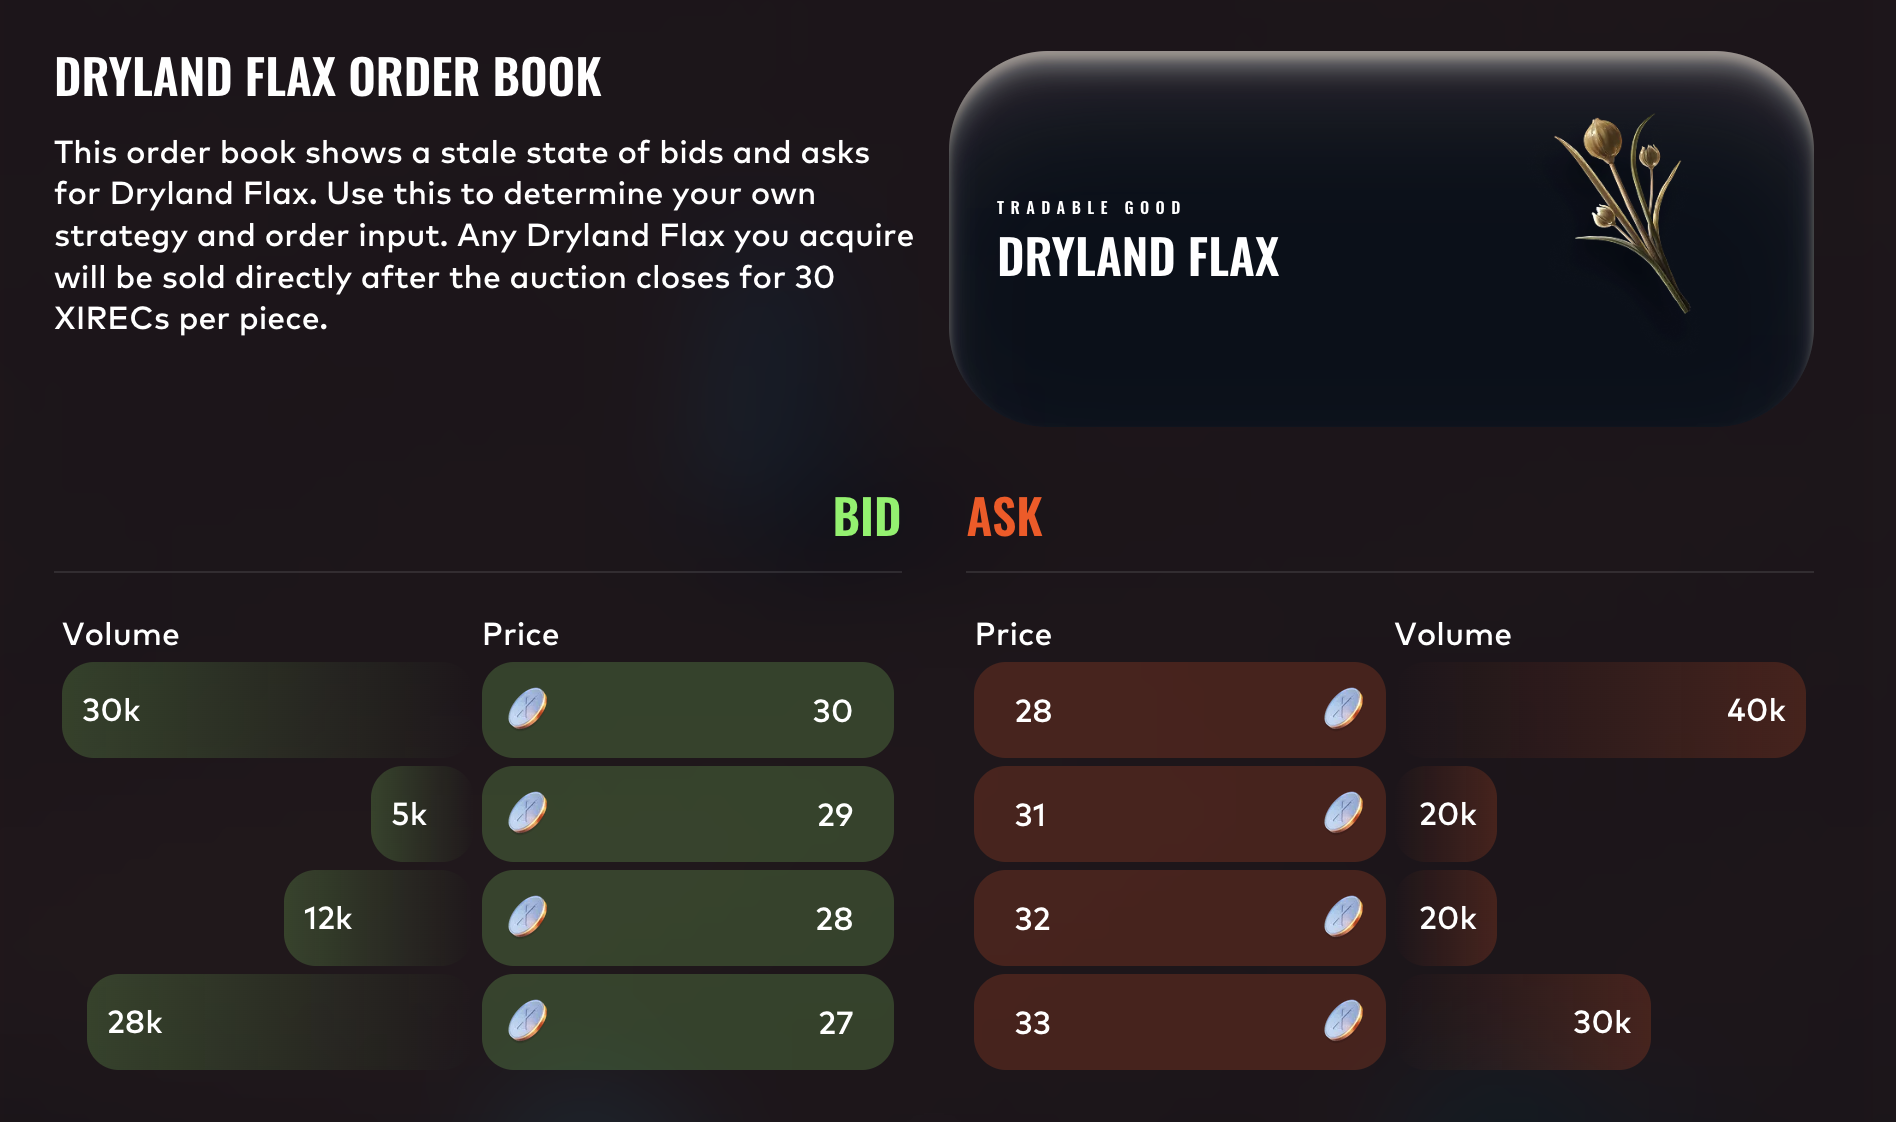 DRYLAND FLAX ORDER BOOK
This order book shows a stale state of bids and asks
for Dryland Flax. Use this to determine your own
strategy and order input. Any Dryland Flax you acquire
will be sold directly after the auction closes for 30
XIRECs per piece.
TRADABLE GOOD
DRYLAND FLAX
BID ASK
Volume Price Price Volume
30k 30 28 40k
5k 29 31 20k
12k 28 32 20k
28k 27 33 30k